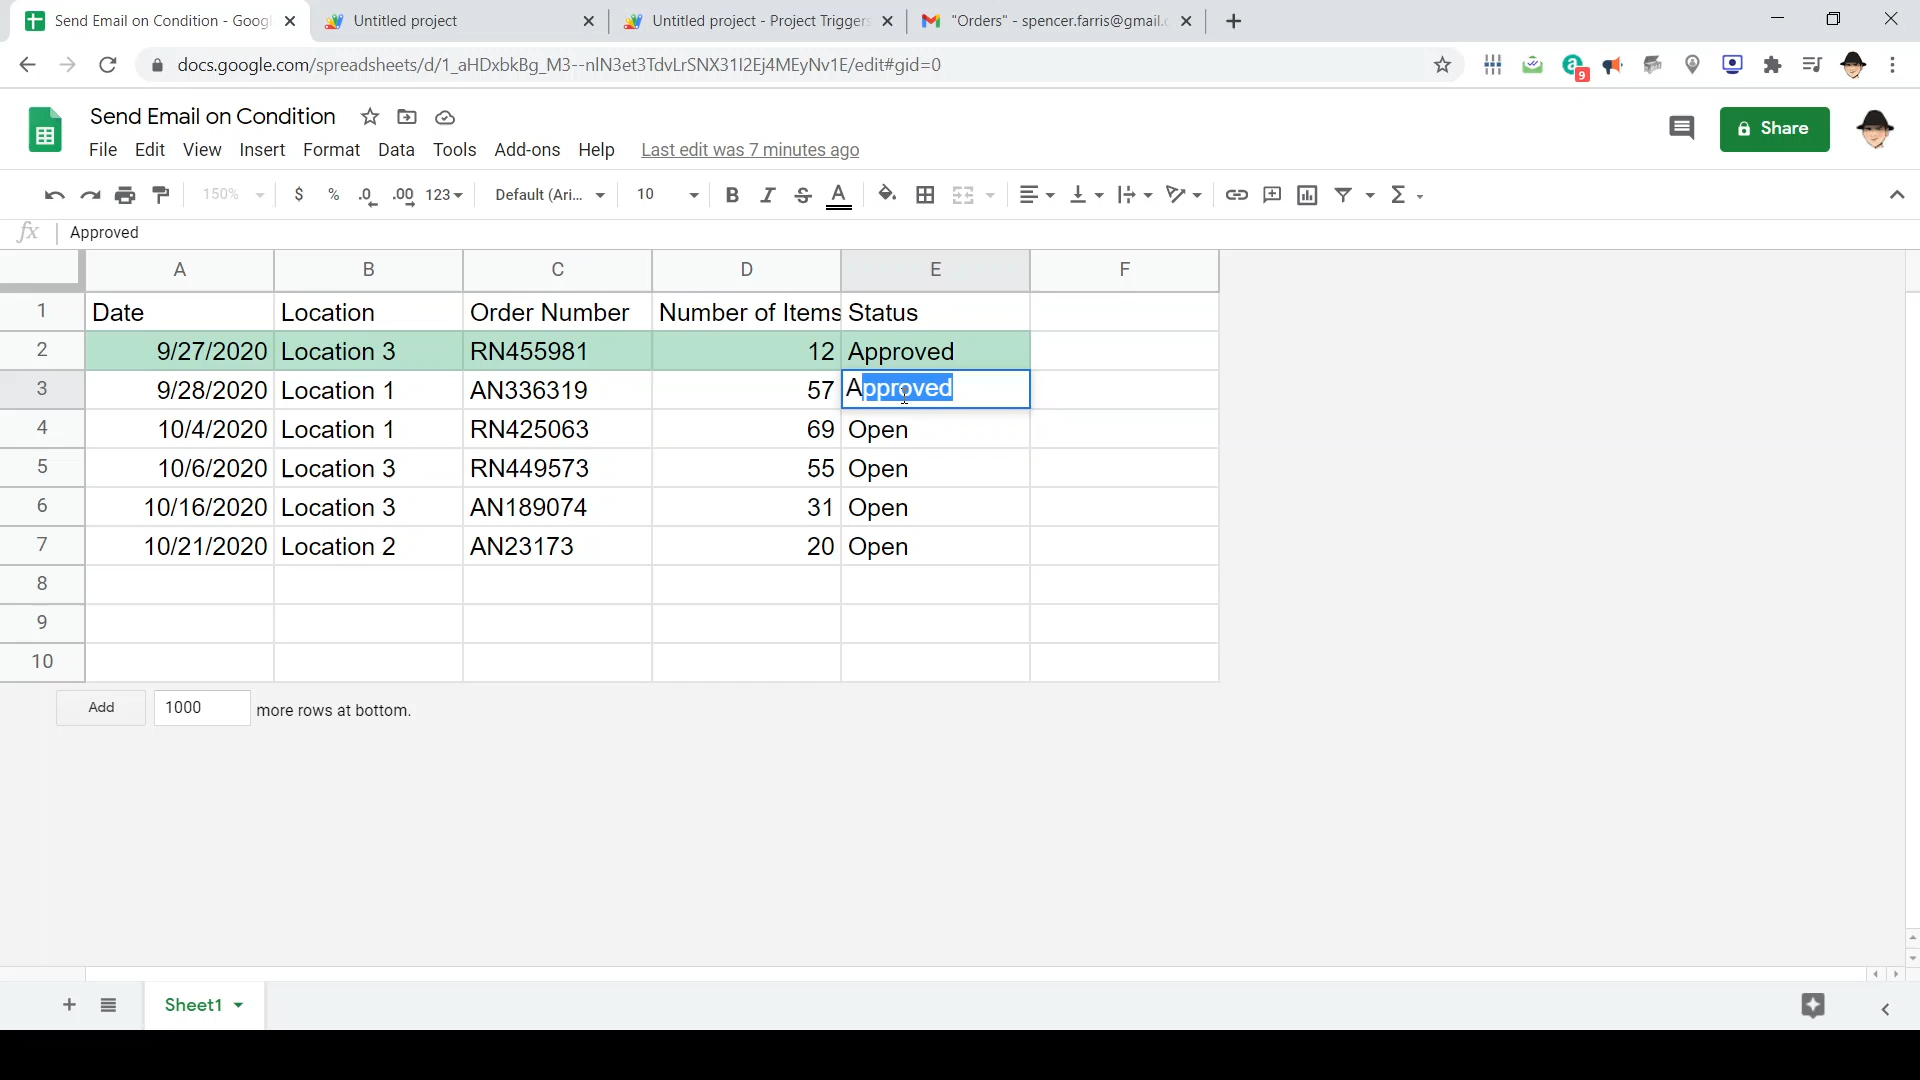 Send Email on Condition - Googl
Untitled project
Untitled project - Project Triggers
"Orders" - spencer.farris@gmail.c
docs.google.com/spreadsheets/d/1_aHDxbkBg_M3--nlN3et3TdvLrSNX31I2Ej4MEyNv1E/edit#gid=0
9
Send Email on Condition
File Edit View Insert Format Data Tools Add-ons Help Last edit was 7 minutes ago
Share
150% $ % .0 .00 123 Default (Ari... 10 B I S A
fx Approved
A B C D E F
1 Date Location Order Number Number of Items Status
2 9/27/2020 Location 3 RN455981 12 Approved
3 9/28/2020 Location 1 AN336319 57 Approved
4 10/4/2020 Location 1 RN425063 69 Open
5 10/6/2020 Location 3 RN449573 55 Open
6 10/16/2020 Location 3 AN189074 31 Open
7 10/21/2020 Location 2 AN23173 20 Open
8
9
10
Add 1000 more rows at bottom.
Sheet1